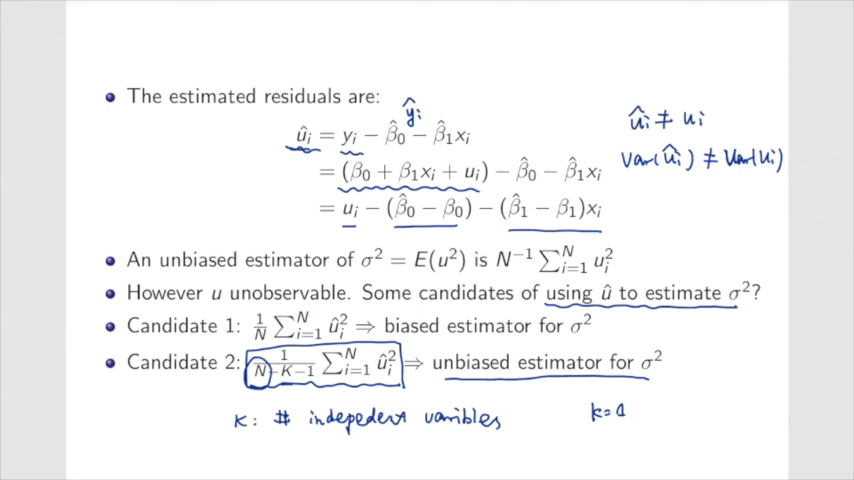 The estimated residuals are:
ŷi
ûi = yi − β̂0 − β̂1xi
= (β0 + β1xi + ui) − β̂0 − β̂1xi
= ui − (β̂0 − β0) − (β̂1 − β1)xi
ûi ≠ ui
Var(ûi) ≠ Var(ui)
An unbiased estimator of σ² = E(u²) is N⁻¹ ∑ᴺᵢ₌₁ uᵢ²
However u unobservable. Some candidates of using û to estimate σ²?
Candidate 1: 1/N ∑ᴺᵢ₌₁ ûᵢ² ⇒ biased estimator for σ²
Candidate 2: 1/(N−K−1) ∑ᴺᵢ₌₁ ûᵢ² ⇒ unbiased estimator for σ²
K: # indepedent variables